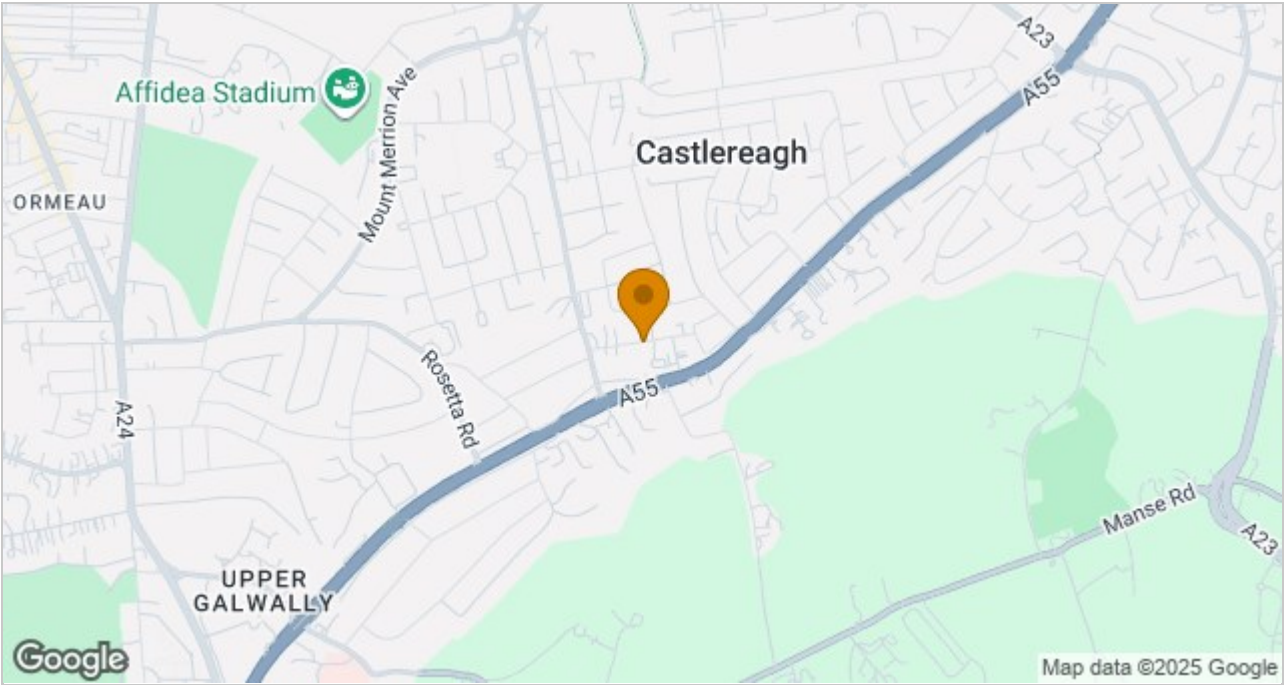 A23
A55
Affidea Stadium
Mount Merrion Ave
Castlereagh
ORMEAU
Rosetta Rd
A55
A24
Manse Rd
A23
UPPER
GALWALLY
Google
Map data ©2025 Google